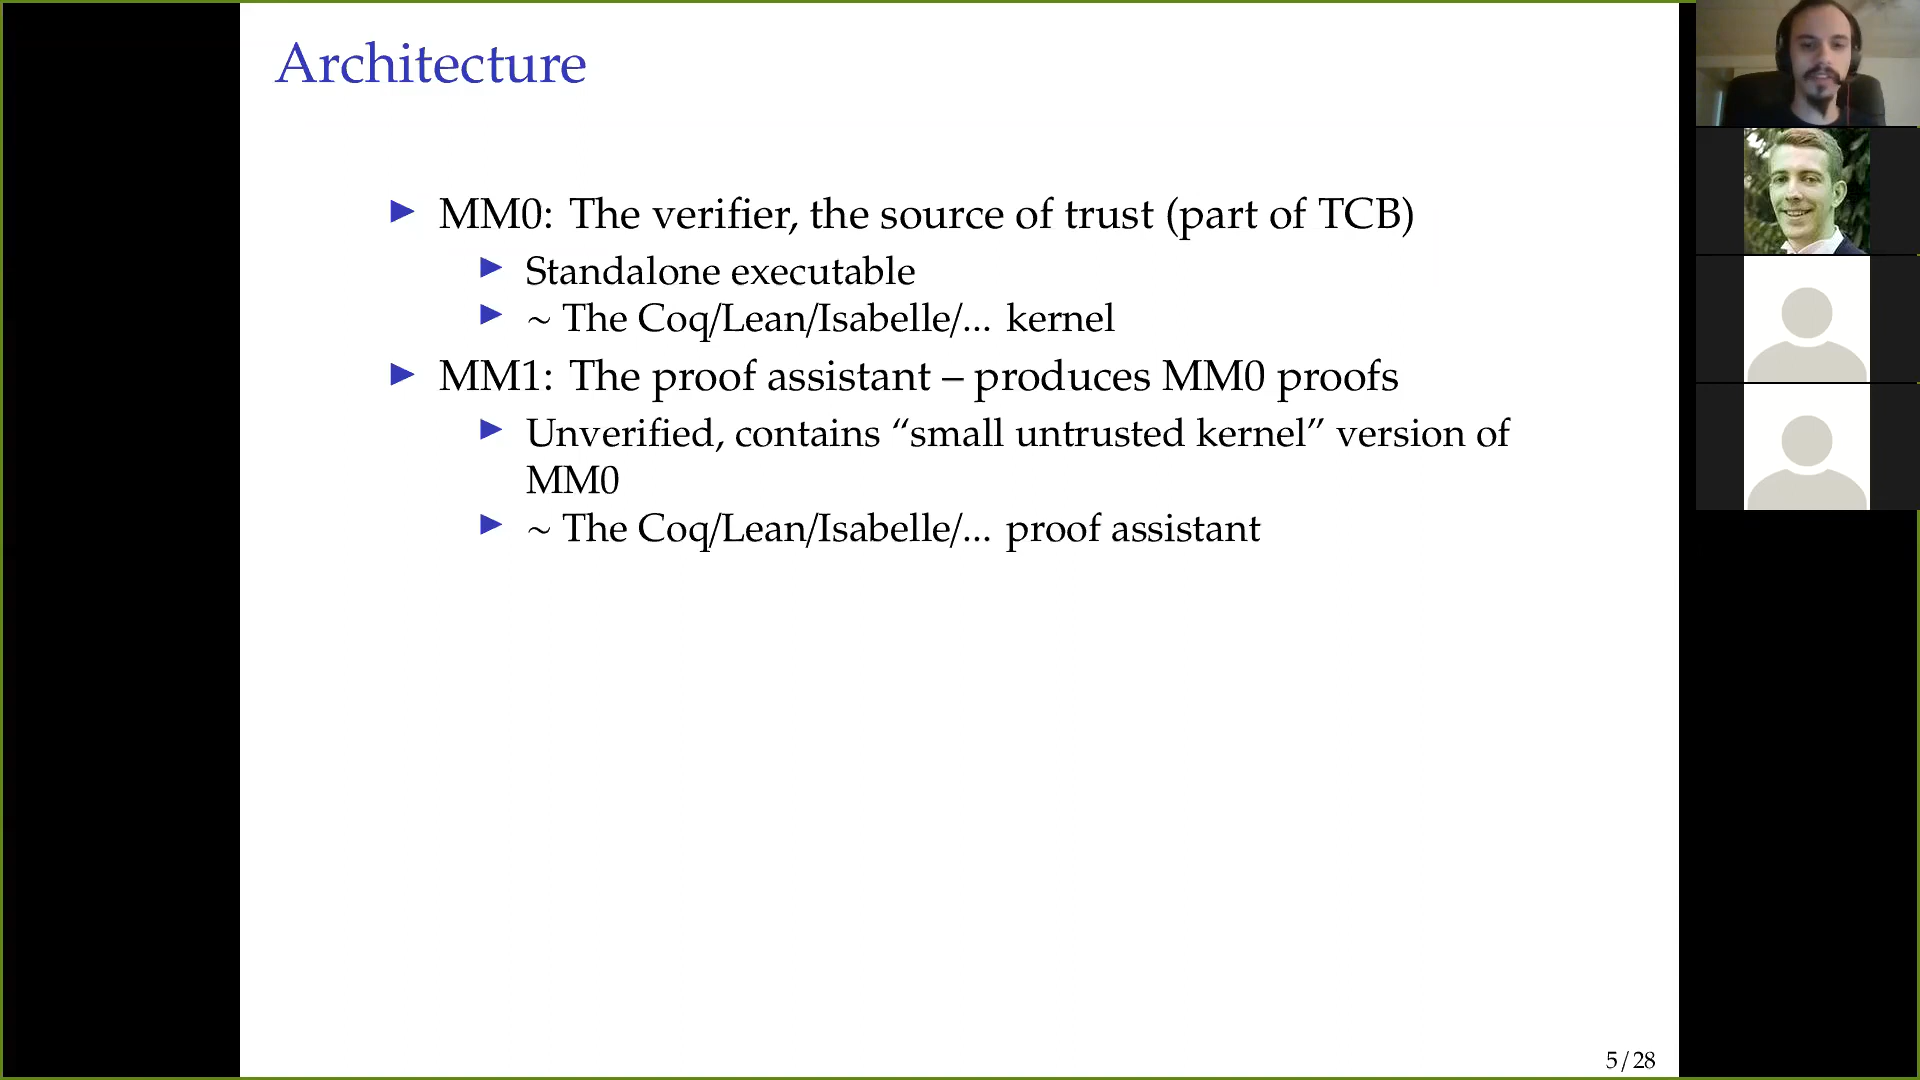 Architecture
▶ MM0: The verifier, the source of trust (part of TCB)
▶ Standalone executable
▶ ~ The Coq/Lean/Isabelle/... kernel
▶ MM1: The proof assistant – produces MM0 proofs
▶ Unverified, contains “small untrusted kernel” version of
MM0
▶ ~ The Coq/Lean/Isabelle/... proof assistant
5/28